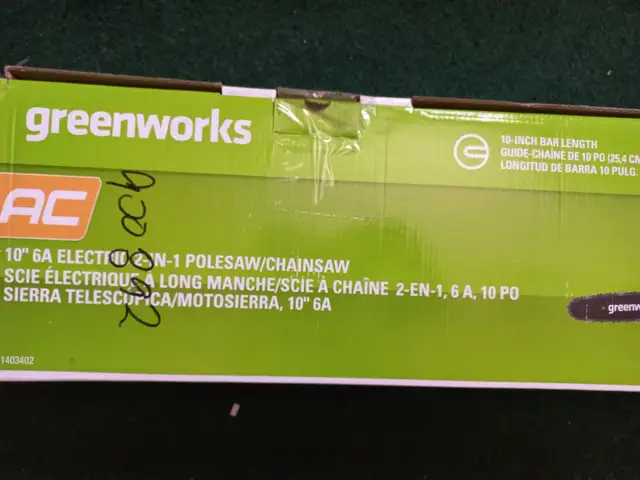 greenworks
10-INCH BAR LENGTH
GUIDE-CHAÎNE DE 10 PO (25,4 CM
LONGITUD DE BARRA 10 PULG.
AC
10" 6A ELECTRIC 2-IN-1 POLESAW/CHAINSAW
SCIE ÉLECTRIQUE À LONG MANCHE/SCIE À CHAÎNE 2-EN-1, 6 A, 10 PO
SIERRA TELESCÓPICA/MOTOSIERRA, 10" 6A
greenw
1403402